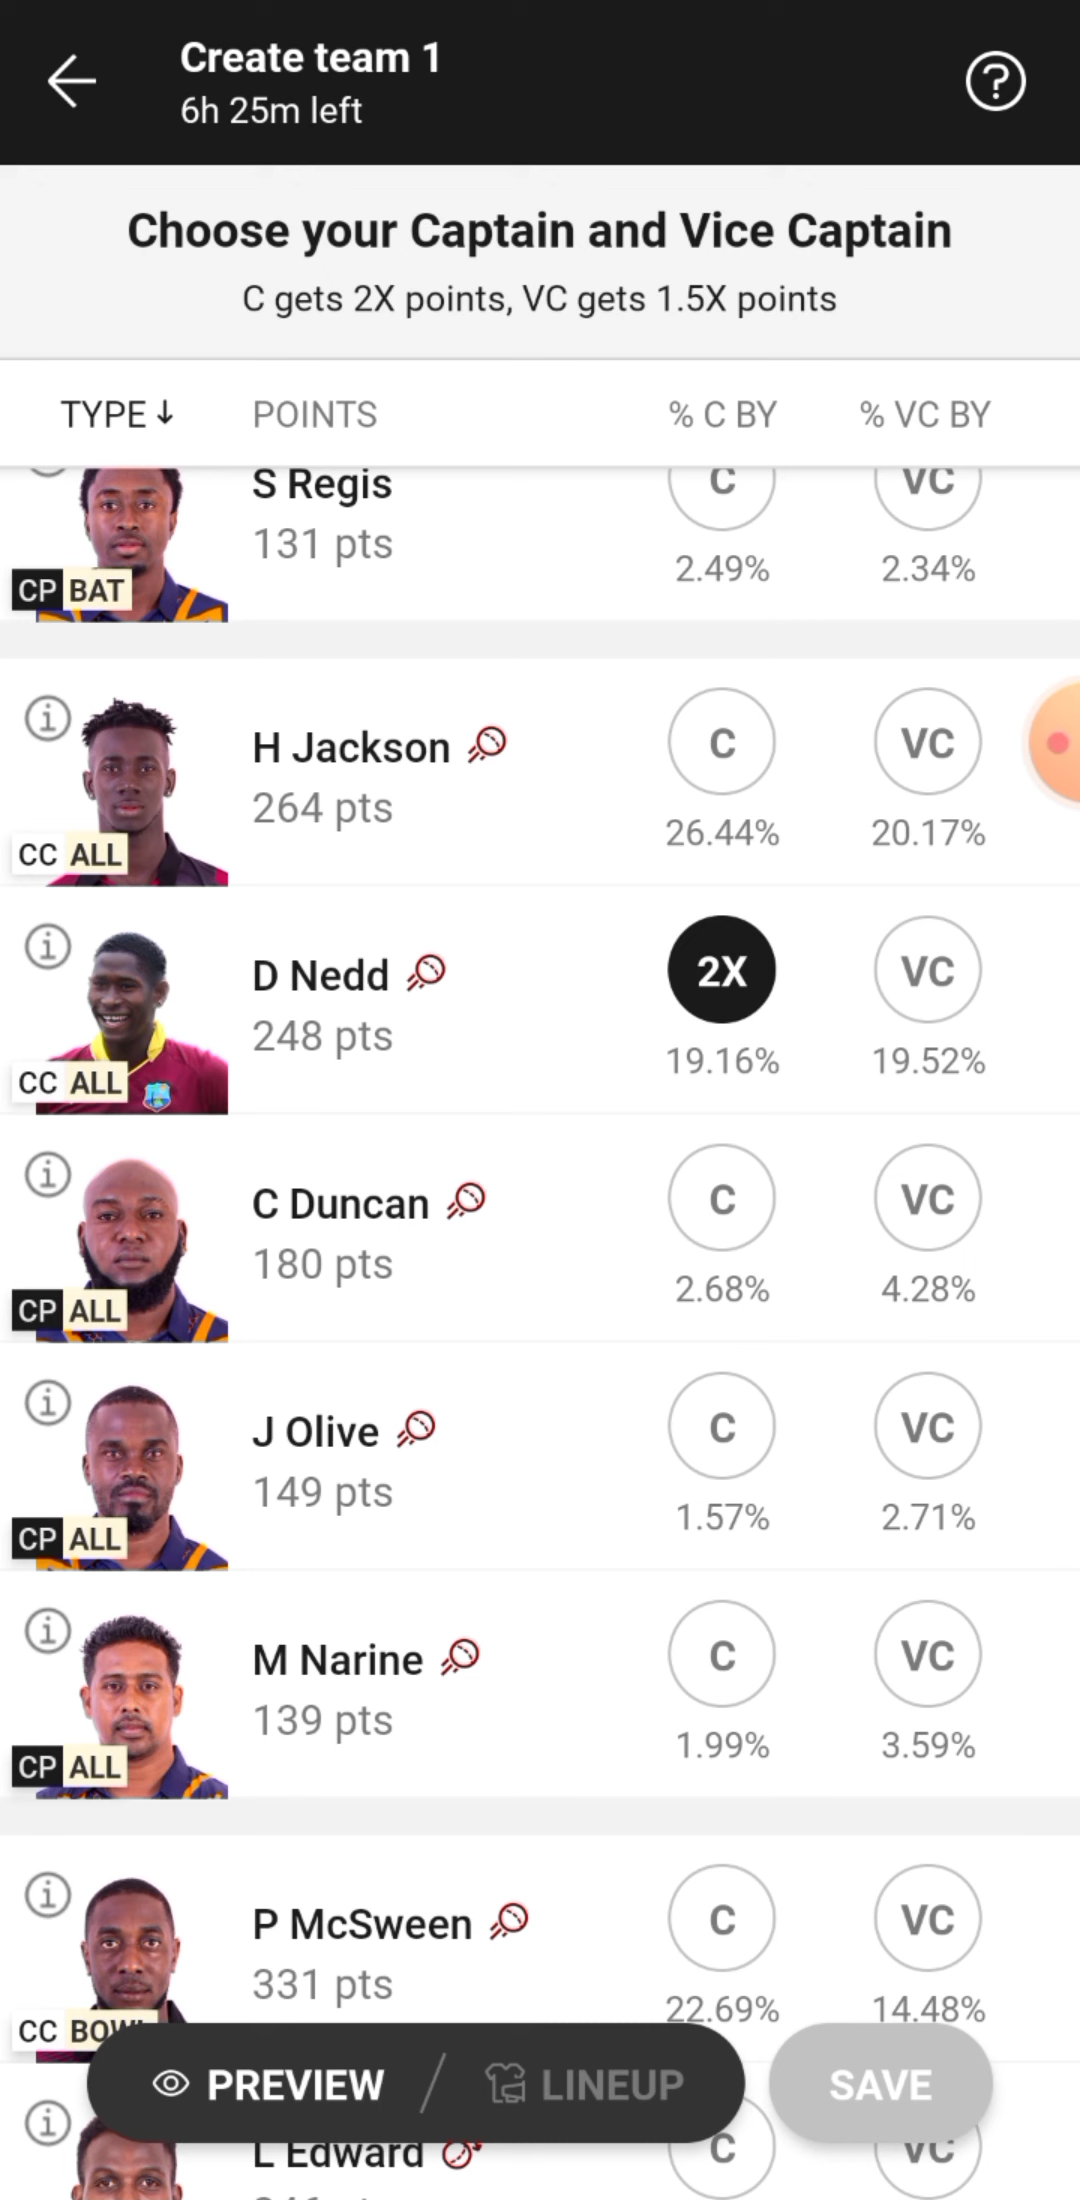 Create team 1
6h 25m left
Choose your Captain and Vice Captain
C gets 2X points, VC gets 1.5X points
TYPE↓ POINTS % C BY % VC BY
S Regis C VC
131 pts
CP BAT 2.49% 2.34%
H Jackson C VC
264 pts
CC ALL 26.44% 20.17%
D Nedd 2X VC
248 pts
CC ALL 19.16% 19.52%
C Duncan C VC
180 pts
CP ALL 2.68% 4.28%
J Olive C VC
149 pts
CP ALL 1.57% 2.71%
M Narine C VC
139 pts
CP ALL 1.99% 3.59%
P McSween C VC
331 pts
CC BOWL 22.69% 14.48%
PREVIEW / LINEUP SAVE
L Edward C VC